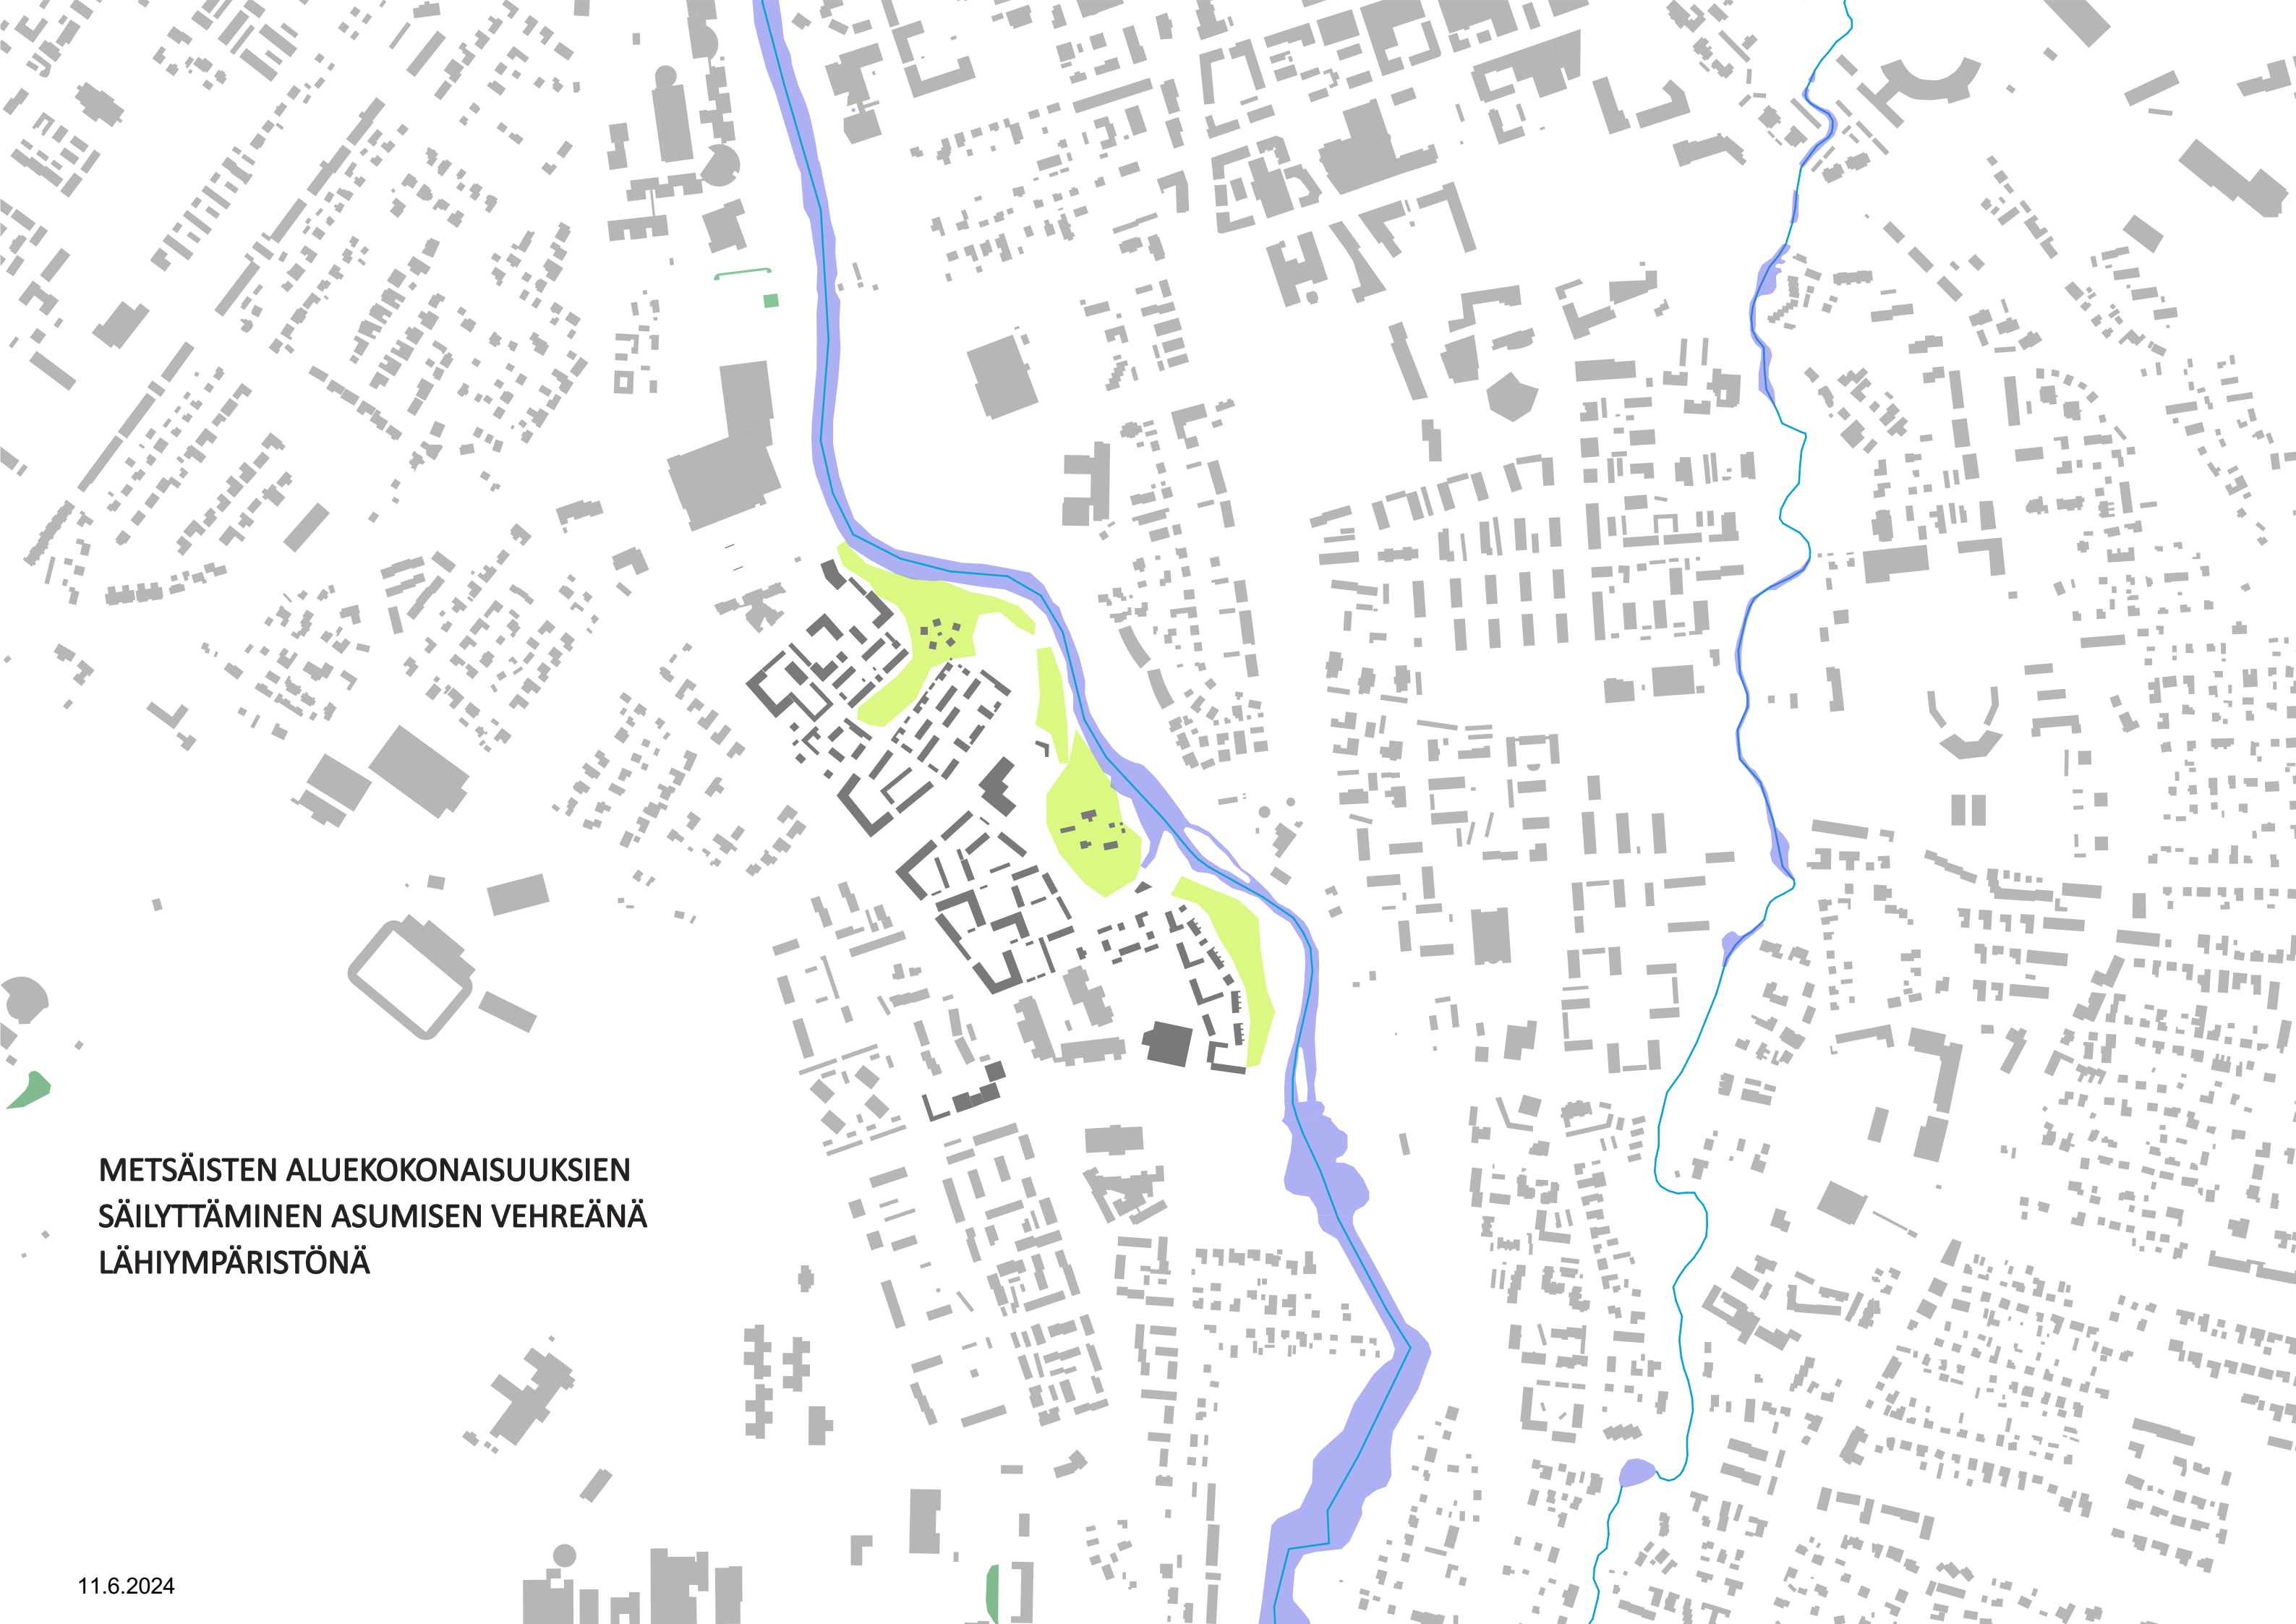 METSÄISTEN ALUEKOKONAISUUKSIEN
SÄILYTTÄMINEN ASUMISEN VEHREÄNÄ
LÄHIYMPÄRISTÖNÄ
11.6.2024